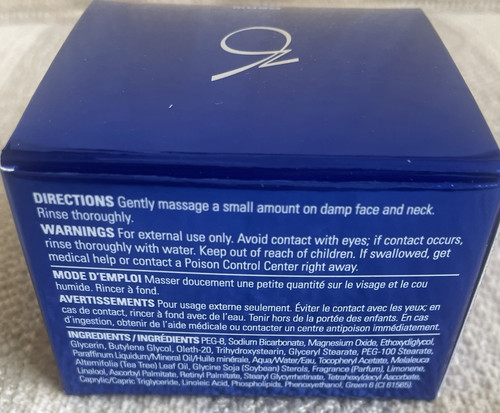 DIRECTIONS Gently massage a small amount on damp face and neck.
Rinse thoroughly.
WARNINGS For external use only. Avoid contact with eyes; if contact occurs,
rinse thoroughly with water. Keep out of reach of children. If swallowed, get
medical help or contact a Poison Control Center right away.
MODE D'EMPLOI Masser doucement une petite quantité sur le visage et le cou
humide. Rincer à fond.
AVERTISSEMENTS Pour usage externe seulement. Éviter le contact avec les yeux; en
cas de contact, rincer à fond avec de l'eau. Tenir hors de la portée des enfants. En cas
d'ingestion, obtenir de l'aide médicale ou contacter un centre antipoison immédiatement.
INGREDIENTS / INGRÉDIENTS PEG-8, Sodium Bicarbonate, Magnesium Oxide, Ethoxydiglycol,
Glycerin, Butylene Glycol, Oleth-20, Trihydroxystearin, Glyceryl Stearate, PEG-100 Stearate,
Paraffinum Liquidum/Mineral Oil/Huile minérale, Aqua/Water/Eau, Tocopheryl Acetate, Melaleuca
Alternifolia (Tea Tree) Leaf Oil, Glycine Soja (Soybean) Sterols, Fragrance (Parfum), Limonene,
Linalool, Ascorbyl Palmitate, Retinyl Palmitate, Stearyl Glycyrrhetinate, Tetrahexyldecyl Ascorbate,
Caprylic/Capric Triglyceride, Linoleic Acid, Phospholipids, Phenoxyethanol, Green 6 (CI 61565).